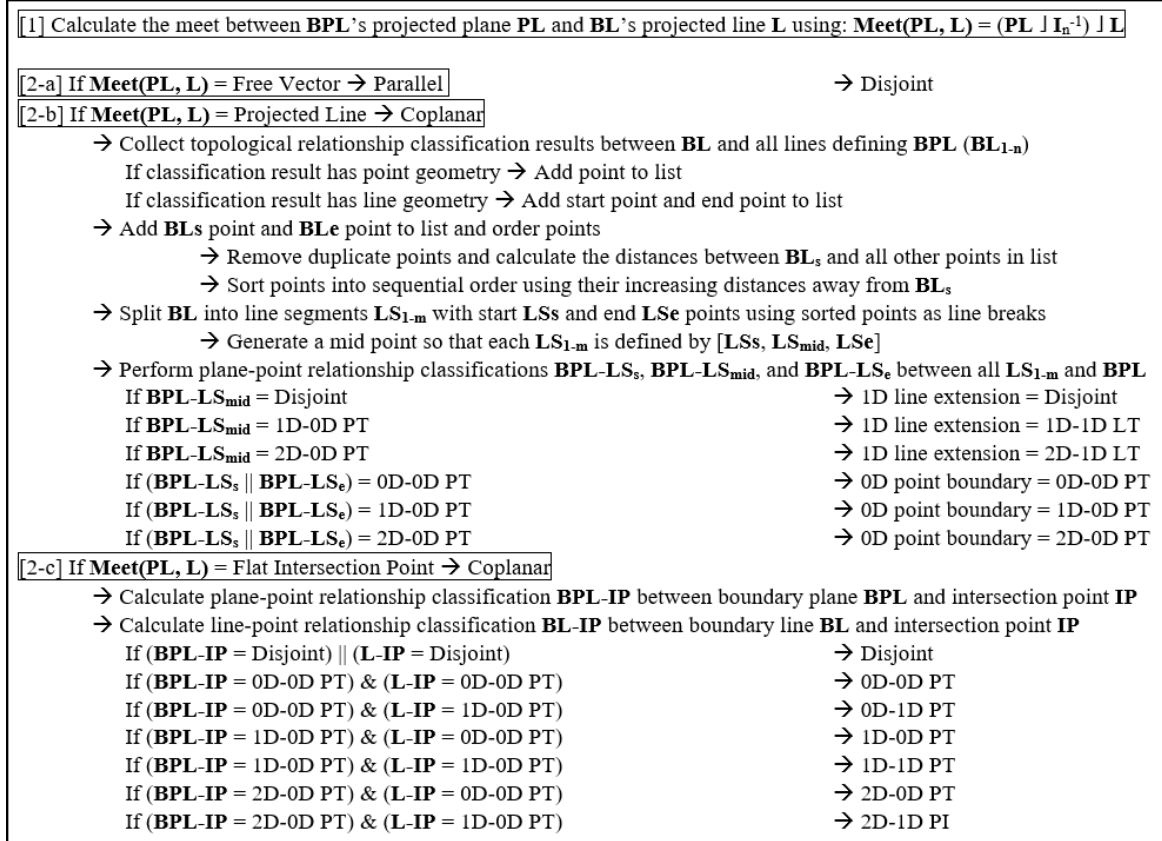 [1] Calculate the meet between BPL's projected plane PL and BL's projected line L using: Meet(PL, L) = (PL ⌋ Iₙ⁻¹) ⌋ L
[2-a] If Meet(PL, L) = Free Vector → Parallel → Disjoint
[2-b] If Meet(PL, L) = Projected Line → Coplanar
→ Collect topological relationship classification results between BL and all lines defining BPL (BL₁₋ₙ)
If classification result has point geometry → Add point to list
If classification result has line geometry → Add start point and end point to list
→ Add BLs point and BLe point to list and order points
→ Remove duplicate points and calculate the distances between BLₛ and all other points in list
→ Sort points into sequential order using their increasing distances away from BLₛ
→ Split BL into line segments LS₁₋ₘ with start LSs and end LSe points using sorted points as line breaks
→ Generate a mid point so that each LS₁₋ₘ is defined by [LSs, LSmid, LSe]
→ Perform plane-point relationship classifications BPL-LSₛ, BPL-LSmid, and BPL-LSₑ between all LS₁₋ₘ and BPL
If BPL-LSmid = Disjoint → 1D line extension = Disjoint
If BPL-LSmid = 1D-0D PT → 1D line extension = 1D-1D LT
If BPL-LSmid = 2D-0D PT → 1D line extension = 2D-1D LT
If (BPL-LSₛ || BPL-LSₑ) = 0D-0D PT → 0D point boundary = 0D-0D PT
If (BPL-LSₛ || BPL-LSₑ) = 1D-0D PT → 0D point boundary = 1D-0D PT
If (BPL-LSₛ || BPL-LSₑ) = 2D-0D PT → 0D point boundary = 2D-0D PT
[2-c] If Meet(PL, L) = Flat Intersection Point → Coplanar
→ Calculate plane-point relationship classification BPL-IP between boundary plane BPL and intersection point IP
→ Calculate line-point relationship classification BL-IP between boundary line BL and intersection point IP
If (BPL-IP = Disjoint) || (L-IP = Disjoint) → Disjoint
If (BPL-IP = 0D-0D PT) & (L-IP = 0D-0D PT) → 0D-0D PT
If (BPL-IP = 0D-0D PT) & (L-IP = 1D-0D PT) → 0D-1D PT
If (BPL-IP = 1D-0D PT) & (L-IP = 0D-0D PT) → 1D-0D PT
If (BPL-IP = 1D-0D PT) & (L-IP = 1D-0D PT) → 1D-1D PT
If (BPL-IP = 2D-0D PT) & (L-IP = 0D-0D PT) → 2D-0D PT
If (BPL-IP = 2D-0D PT) & (L-IP = 1D-0D PT) → 2D-1D PI